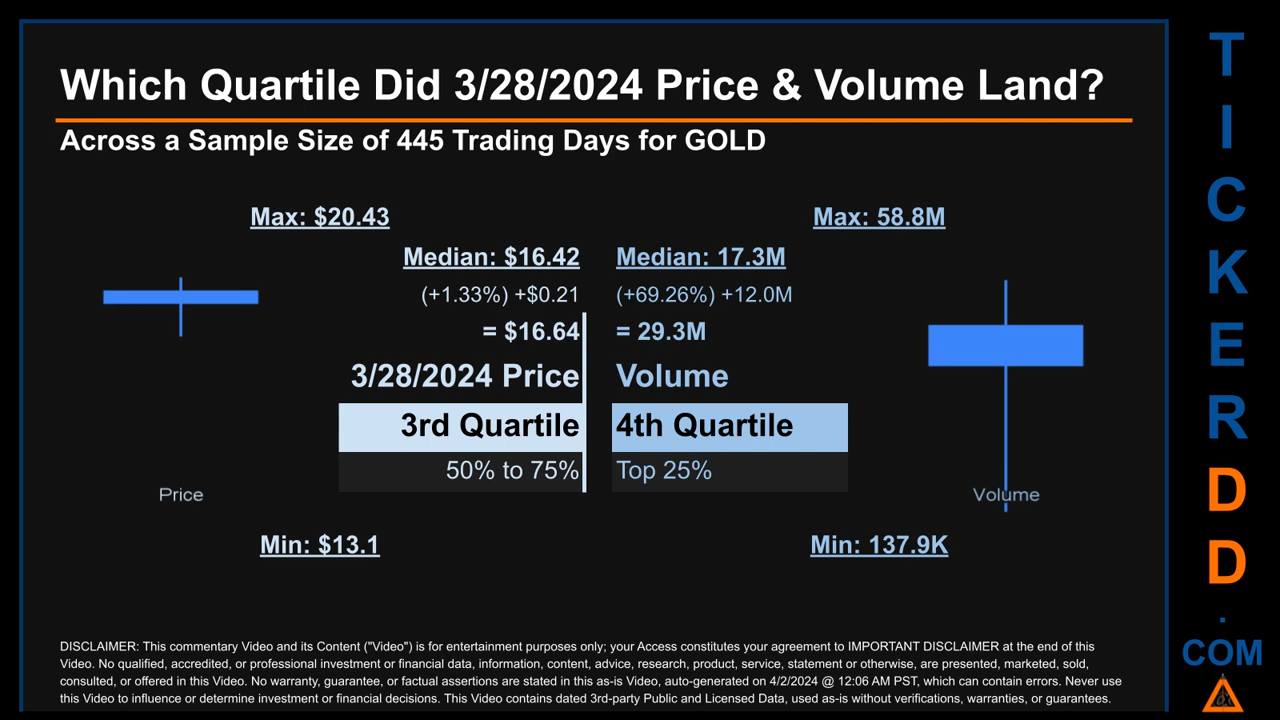 Which Quartile Did 3/28/2024 Price & Volume Land?
Across a Sample Size of 445 Trading Days for GOLD
Max: $20.43
Max: 58.8M
Median: $16.42
Median: 17.3M
(+1.33%) +$0.21
(+69.26%) +12.0M
= $16.64
= 29.3M
3/28/2024 Price
Volume
3rd Quartile
4th Quartile
50% to 75%
Top 25%
Price
Volume
Min: $13.1
Min: 137.9K
DISCLAIMER: This commentary Video and its Content ("Video") is for entertainment purposes only; your Access constitutes your agreement to IMPORTANT DISCLAIMER at the end of this
Video. No qualified, accredited, or professional investment or financial data, information, content, advice, research, product, service, statement or otherwise, are presented, marketed, sold,
consulted, or offered in this Video. No warranty, guarantee, or factual assertions are stated in this as-is Video, auto-generated on 4/2/2024 @ 12:06 AM PST, which can contain errors. Never use
this Video to influence or determine investment or financial decisions. This Video contains dated 3rd-party Public and Licensed Data, used as-is without verifications, warranties, or guarantees.
T
I
C
K
E
R
D
D
.
COM